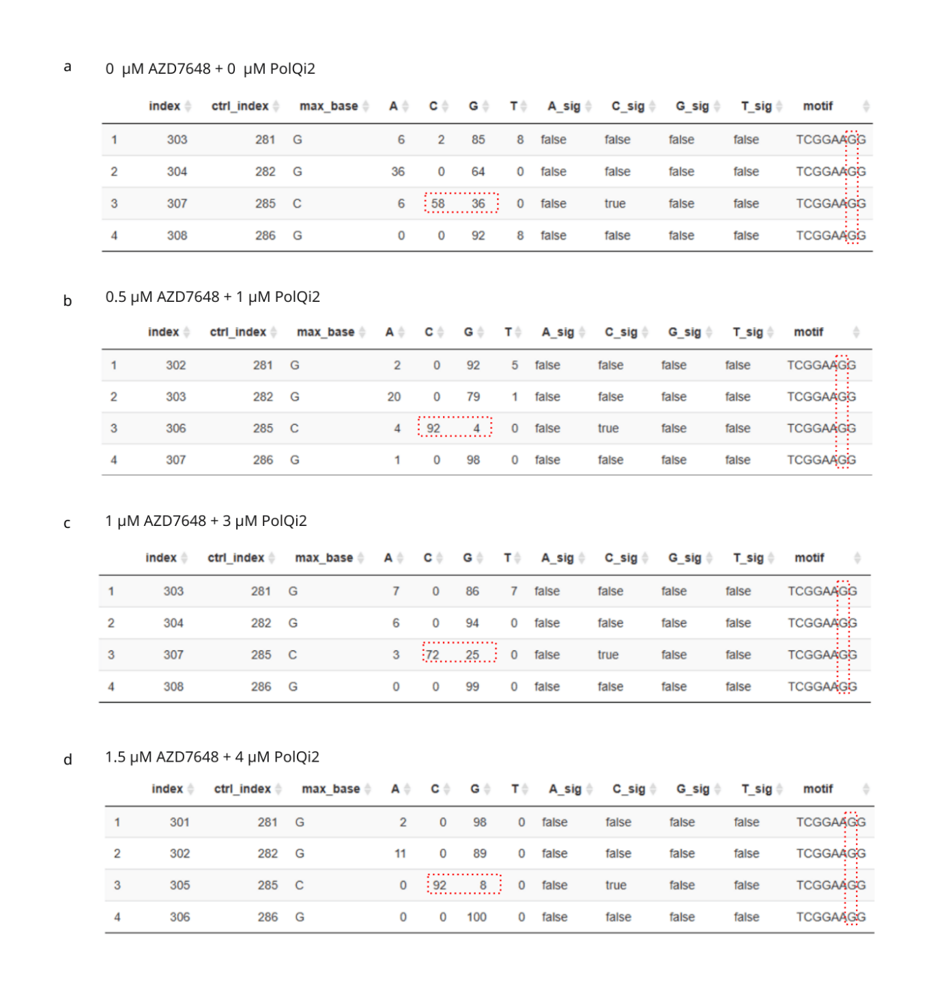 a 0 μM AZD7648 + 0 μM PolQi2
index ctrl_index max_base A C G T A_sig C_sig G_sig T_sig motif
1 303 281 G 6 2 85 8 false false false false TCGGAAGG
2 304 282 G 36 0 64 0 false false false false TCGGAAGG
3 307 285 C 6 58 36 0 false true false false TCGGAAGG
4 308 286 G 0 0 92 8 false false false false TCGGAAGG
b 0.5 μM AZD7648 + 1 μM PolQi2
index ctrl_index max_base A C G T A_sig C_sig G_sig T_sig motif
1 302 281 G 2 0 92 5 false false false false TCGGAAGG
2 303 282 G 20 0 79 1 false false false false TCGGAAGG
3 306 285 C 4 92 4 0 false true false false TCGGAAGG
4 307 286 G 1 0 98 0 false false false false TCGGAAGG
c 1 μM AZD7648 + 3 μM PolQi2
index ctrl_index max_base A C G T A_sig C_sig G_sig T_sig motif
1 303 281 G 7 0 86 7 false false false false TCGGAAGG
2 304 282 G 6 0 94 0 false false false false TCGGAAGG
3 307 285 C 3 72 25 0 false true false false TCGGAAGG
4 308 286 G 0 0 99 0 false false false false TCGGAAGG
d 1.5 μM AZD7648 + 4 μM PolQi2
index ctrl_index max_base A C G T A_sig C_sig G_sig T_sig motif
1 301 281 G 2 0 98 0 false false false false TCGGAAGG
2 302 282 G 11 0 89 0 false false false false TCGGAAGG
3 305 285 C 0 92 8 0 false true false false TCGGAAGG
4 306 286 G 0 0 100 0 false false false false TCGGAAGG